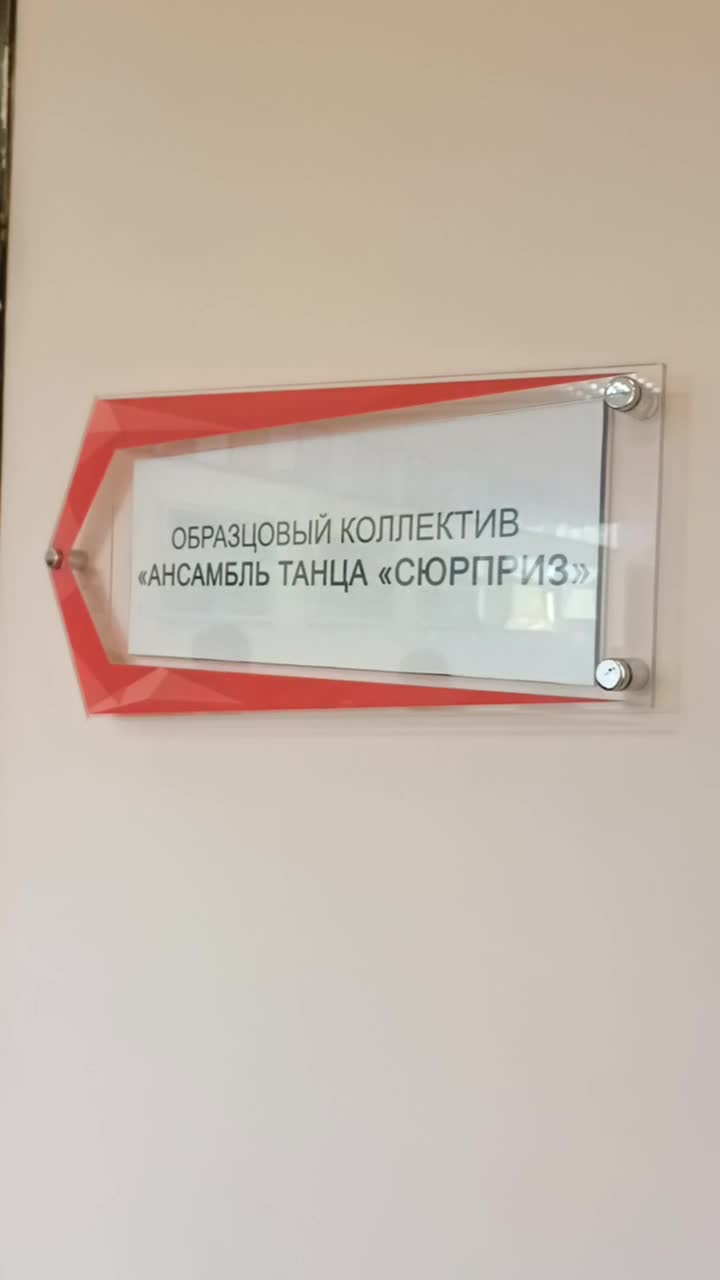 ОБРАЗЦОВЫЙ КОЛЛЕКТИВ
«АНСАМБЛЬ ТАНЦА «СЮРПРИЗ»